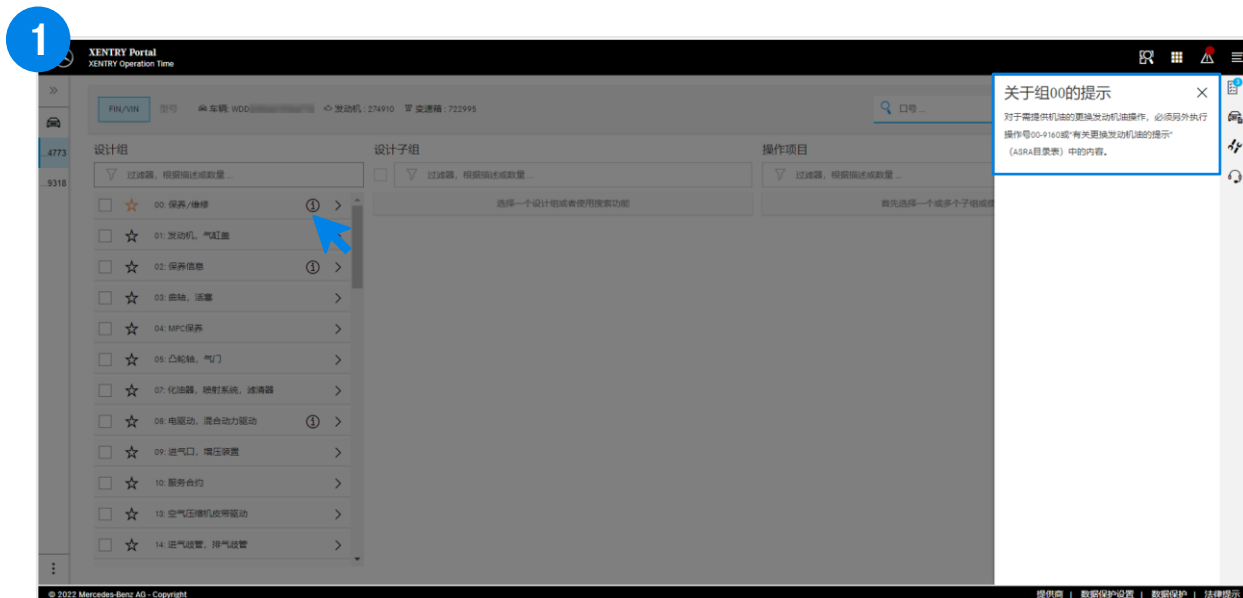 1
XENTRY Portal
XENTRY Operation Time
FIN/VIN 型号 车辆: WDD 发动机: 274910 变速箱: 722995
口号 ...
...4773
...9318
设计组
过滤器, 根据描述或数量 ...
00: 保养/维修
01: 发动机, 气缸盖
02: 保养信息
03: 曲轴, 活塞
04: MPC保养
05: 凸轮轴, 气门
07: 化油器, 喷射系统, 滤清器
08: 电驱动, 混合动力驱动
09: 进气口, 增压装置
10: 服务合约
13: 空气压缩机皮带驱动
14: 进气歧管, 排气歧管
设计子组
过滤器, 根据描述或数量 ...
选择一个设计组或者使用搜索功能
操作项目
过滤器, 根据描述或数量 ...
首先选择一个或多个子组或使
关于组00的提示
对于需提供机油的更换发动机油操作，必须另外执行
操作号00-9160或“有关更换发动机油的提示”
（ASRA目录表）中的内容。
© 2022 Mercedes-Benz AG - Copyright
提供商 | 数据保护设置 | 数据保护 | 法律提示